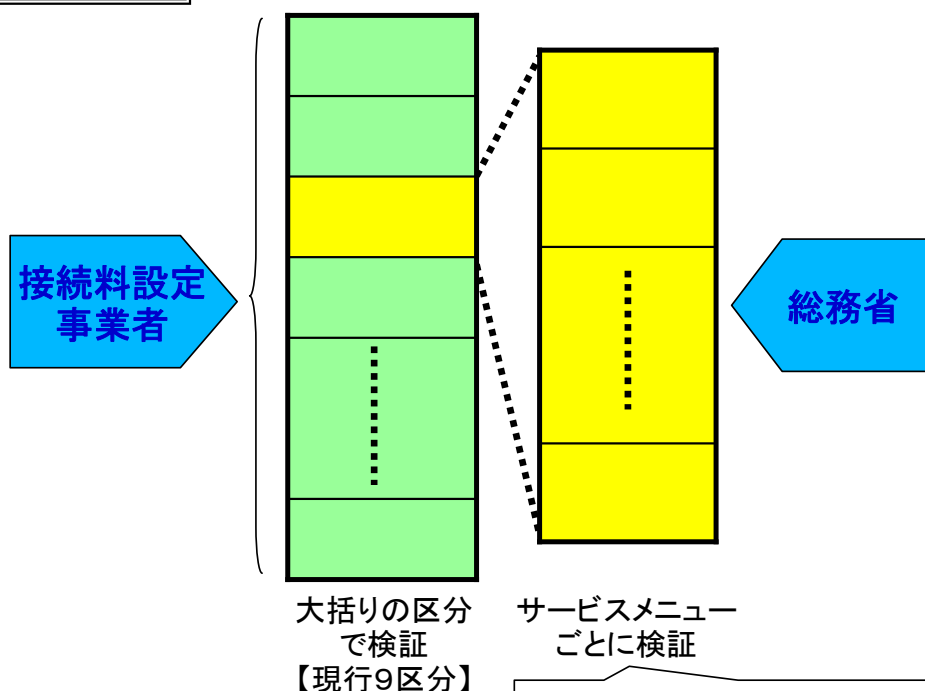 接続料設定
事業者
総務省
大括りの区分
で検証
【現行9区分】
サービスメニュー
ごとに検証